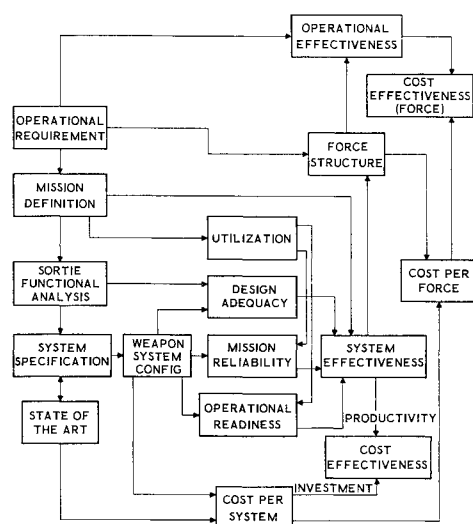 OPERATIONAL
EFFECTIVENESS
COST
EFFECTIVENESS
(FORCE)
OPERATIONAL
REQUIREMENT
FORCE
STRUCTURE
MISSION
DEFINITION
UTILIZATION
COST PER
FORCE
SORTIE
FUNCTIONAL
ANALYSIS
DESIGN
ADEQUACY
SYSTEM
SPECIFICATION
WEAPON
SYSTEM
CONFIG
MISSION
RELIABILITY
SYSTEM
EFFECTIVENESS
OPERATIONAL
READINESS
STATE OF
THE ART
PRODUCTIVITY
COST
EFFECTIVENESS
INVESTMENT
COST PER
SYSTEM